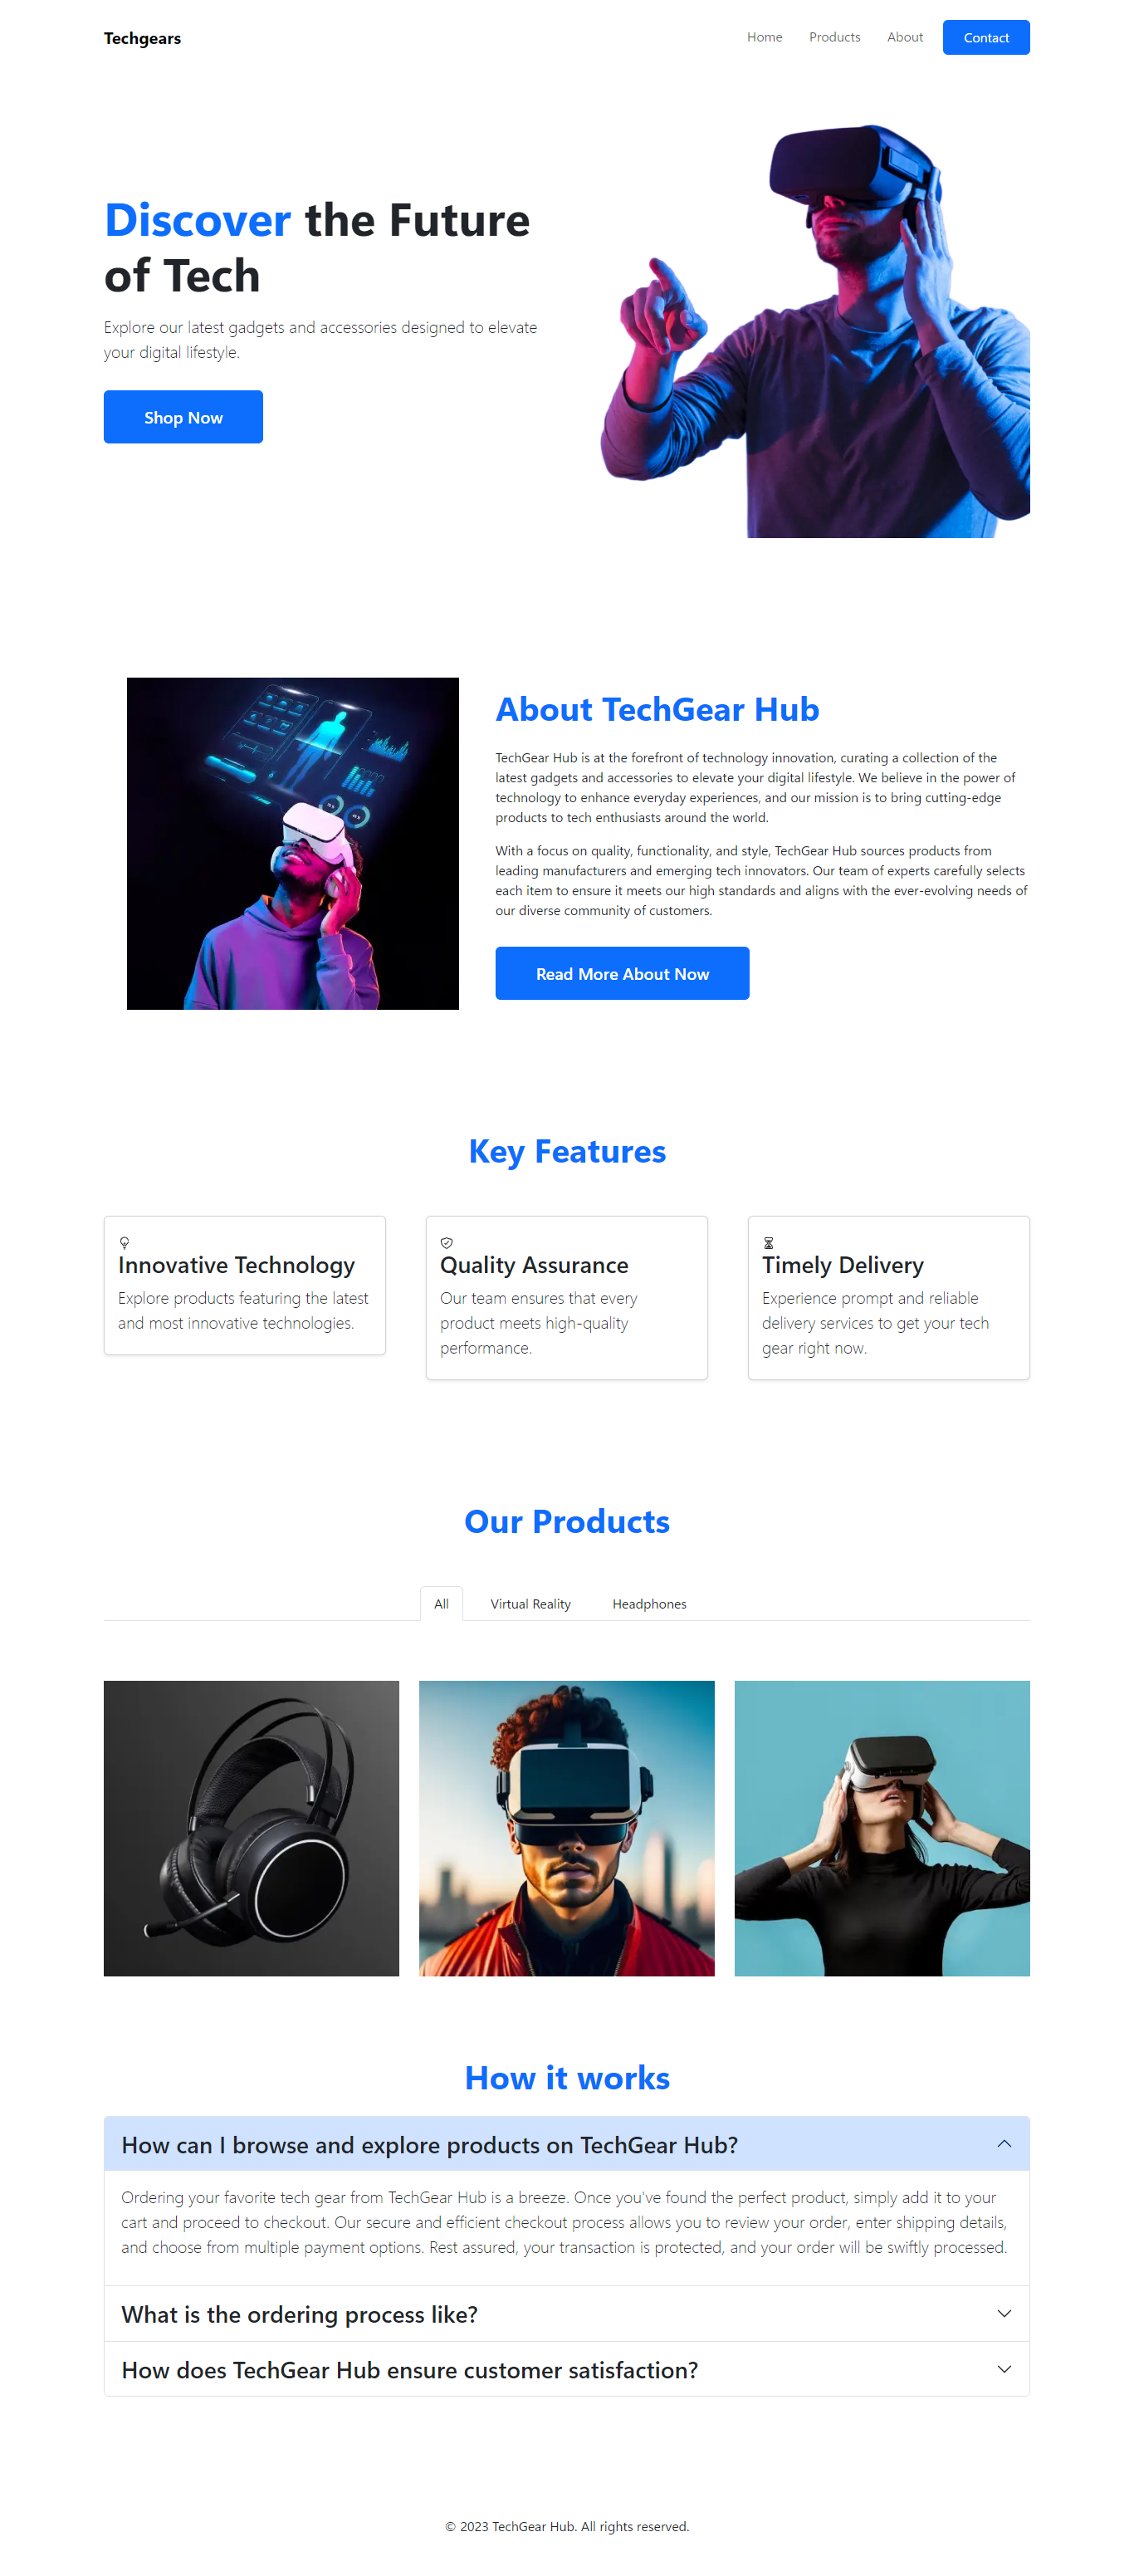 Techgears
Home
Products
About
Contact
Discover the Future
of Tech
Explore our latest gadgets and accessories designed to elevate
your digital lifestyle.
Shop Now
About TechGear Hub
TechGear Hub is at the forefront of technology innovation, curating a collection of the
latest gadgets and accessories to elevate your digital lifestyle. We believe in the power of
technology to enhance everyday experiences, and our mission is to bring cutting-edge
products to tech enthusiasts around the world.
With a focus on quality, functionality, and style, TechGear Hub sources products from
leading manufacturers and emerging tech innovators. Our team of experts carefully selects
each item to ensure it meets our high standards and aligns with the ever-evolving needs of
our diverse community of customers.
Read More About Now
Key Features
Innovative Technology
Explore products featuring the latest
and most innovative technologies.
Quality Assurance
Our team ensures that every
product meets high-quality
performance.
Timely Delivery
Experience prompt and reliable
delivery services to get your tech
gear right now.
Our Products
All
Virtual Reality
Headphones
How it works
How can I browse and explore products on TechGear Hub?
Ordering your favorite tech gear from TechGear Hub is a breeze. Once you've found the perfect product, simply add it to your
cart and proceed to checkout. Our secure and efficient checkout process allows you to review your order, enter shipping details,
and choose from multiple payment options. Rest assured, your transaction is protected, and your order will be swiftly processed.
What is the ordering process like?
How does TechGear Hub ensure customer satisfaction?
© 2023 TechGear Hub. All rights reserved.